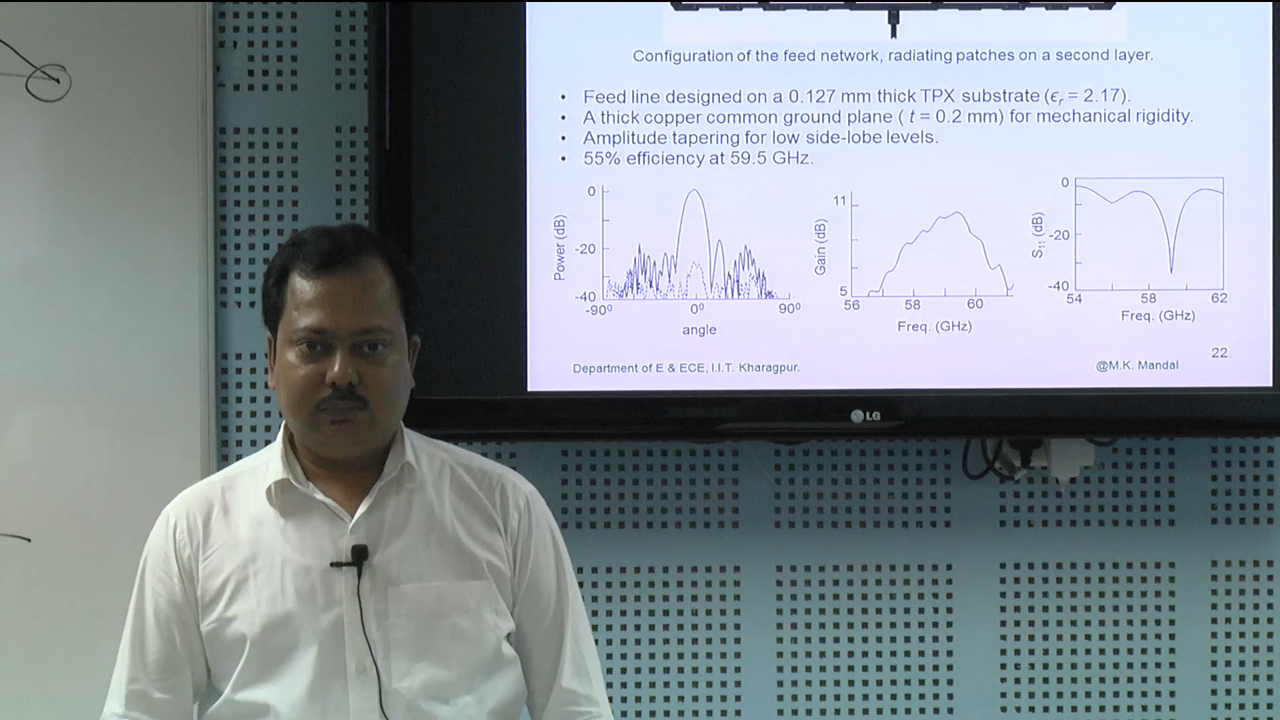 Configuration of the feed network, radiating patches on a second layer.
• Feed line designed on a 0.127 mm thick TPX substrate (ϵr = 2.17).
• A thick copper common ground plane ( t = 0.2 mm) for mechanical rigidity.
• Amplitude tapering for low side-lobe levels.
• 55% efficiency at 59.5 GHz.
Power (dB)
0
-20
-40
-90⁰ 0⁰ 90⁰
angle
Gain (dB)
11
5
56 58 60
Freq. (GHz)
S11 (dB)
0
-20
-40
54 58 62
Freq. (GHz)
22
Department of E & ECE, I.I.T. Kharagpur.
@M.K. Mandal
LG